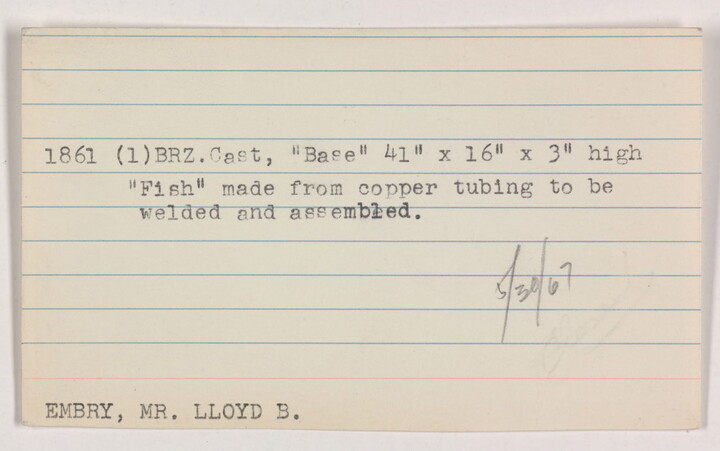 1861 (1)BRZ.Cast, "Base" 41" x 16" x 3" high
"Fish" made from copper tubing to be
welded and assembled.
5/30/67
EMBRY, MR. LLOYD B.